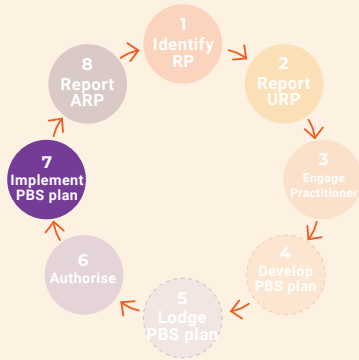 1
Identify
RP
2
Report
URP
3
Engage
Practitioner
4
Develop
PBS plan
5
Lodge
PBS plan
6
Authorise
7
Implement
PBS plan
8
Report
ARP